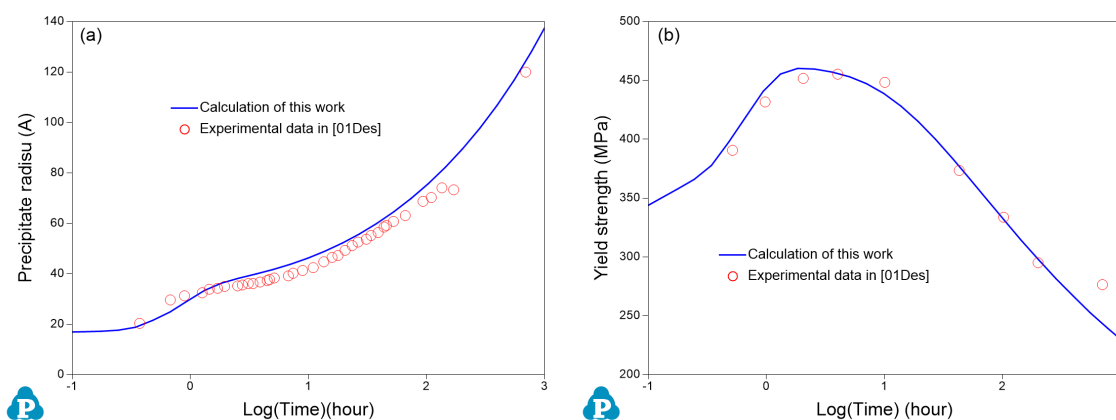 (a)
140
120
100
80
60
40
20
0
Precipitate radisu (A)
Calculation of this work
Experimental data in [01Des]
-1 0 1 2 3
Log(Time)(hour)
P
(b)
500
450
400
350
300
250
200
Yield strength (MPa)
Calculation of this work
Experimental data in [01Des]
-1 0 1 2
Log(Time) (hour)
P